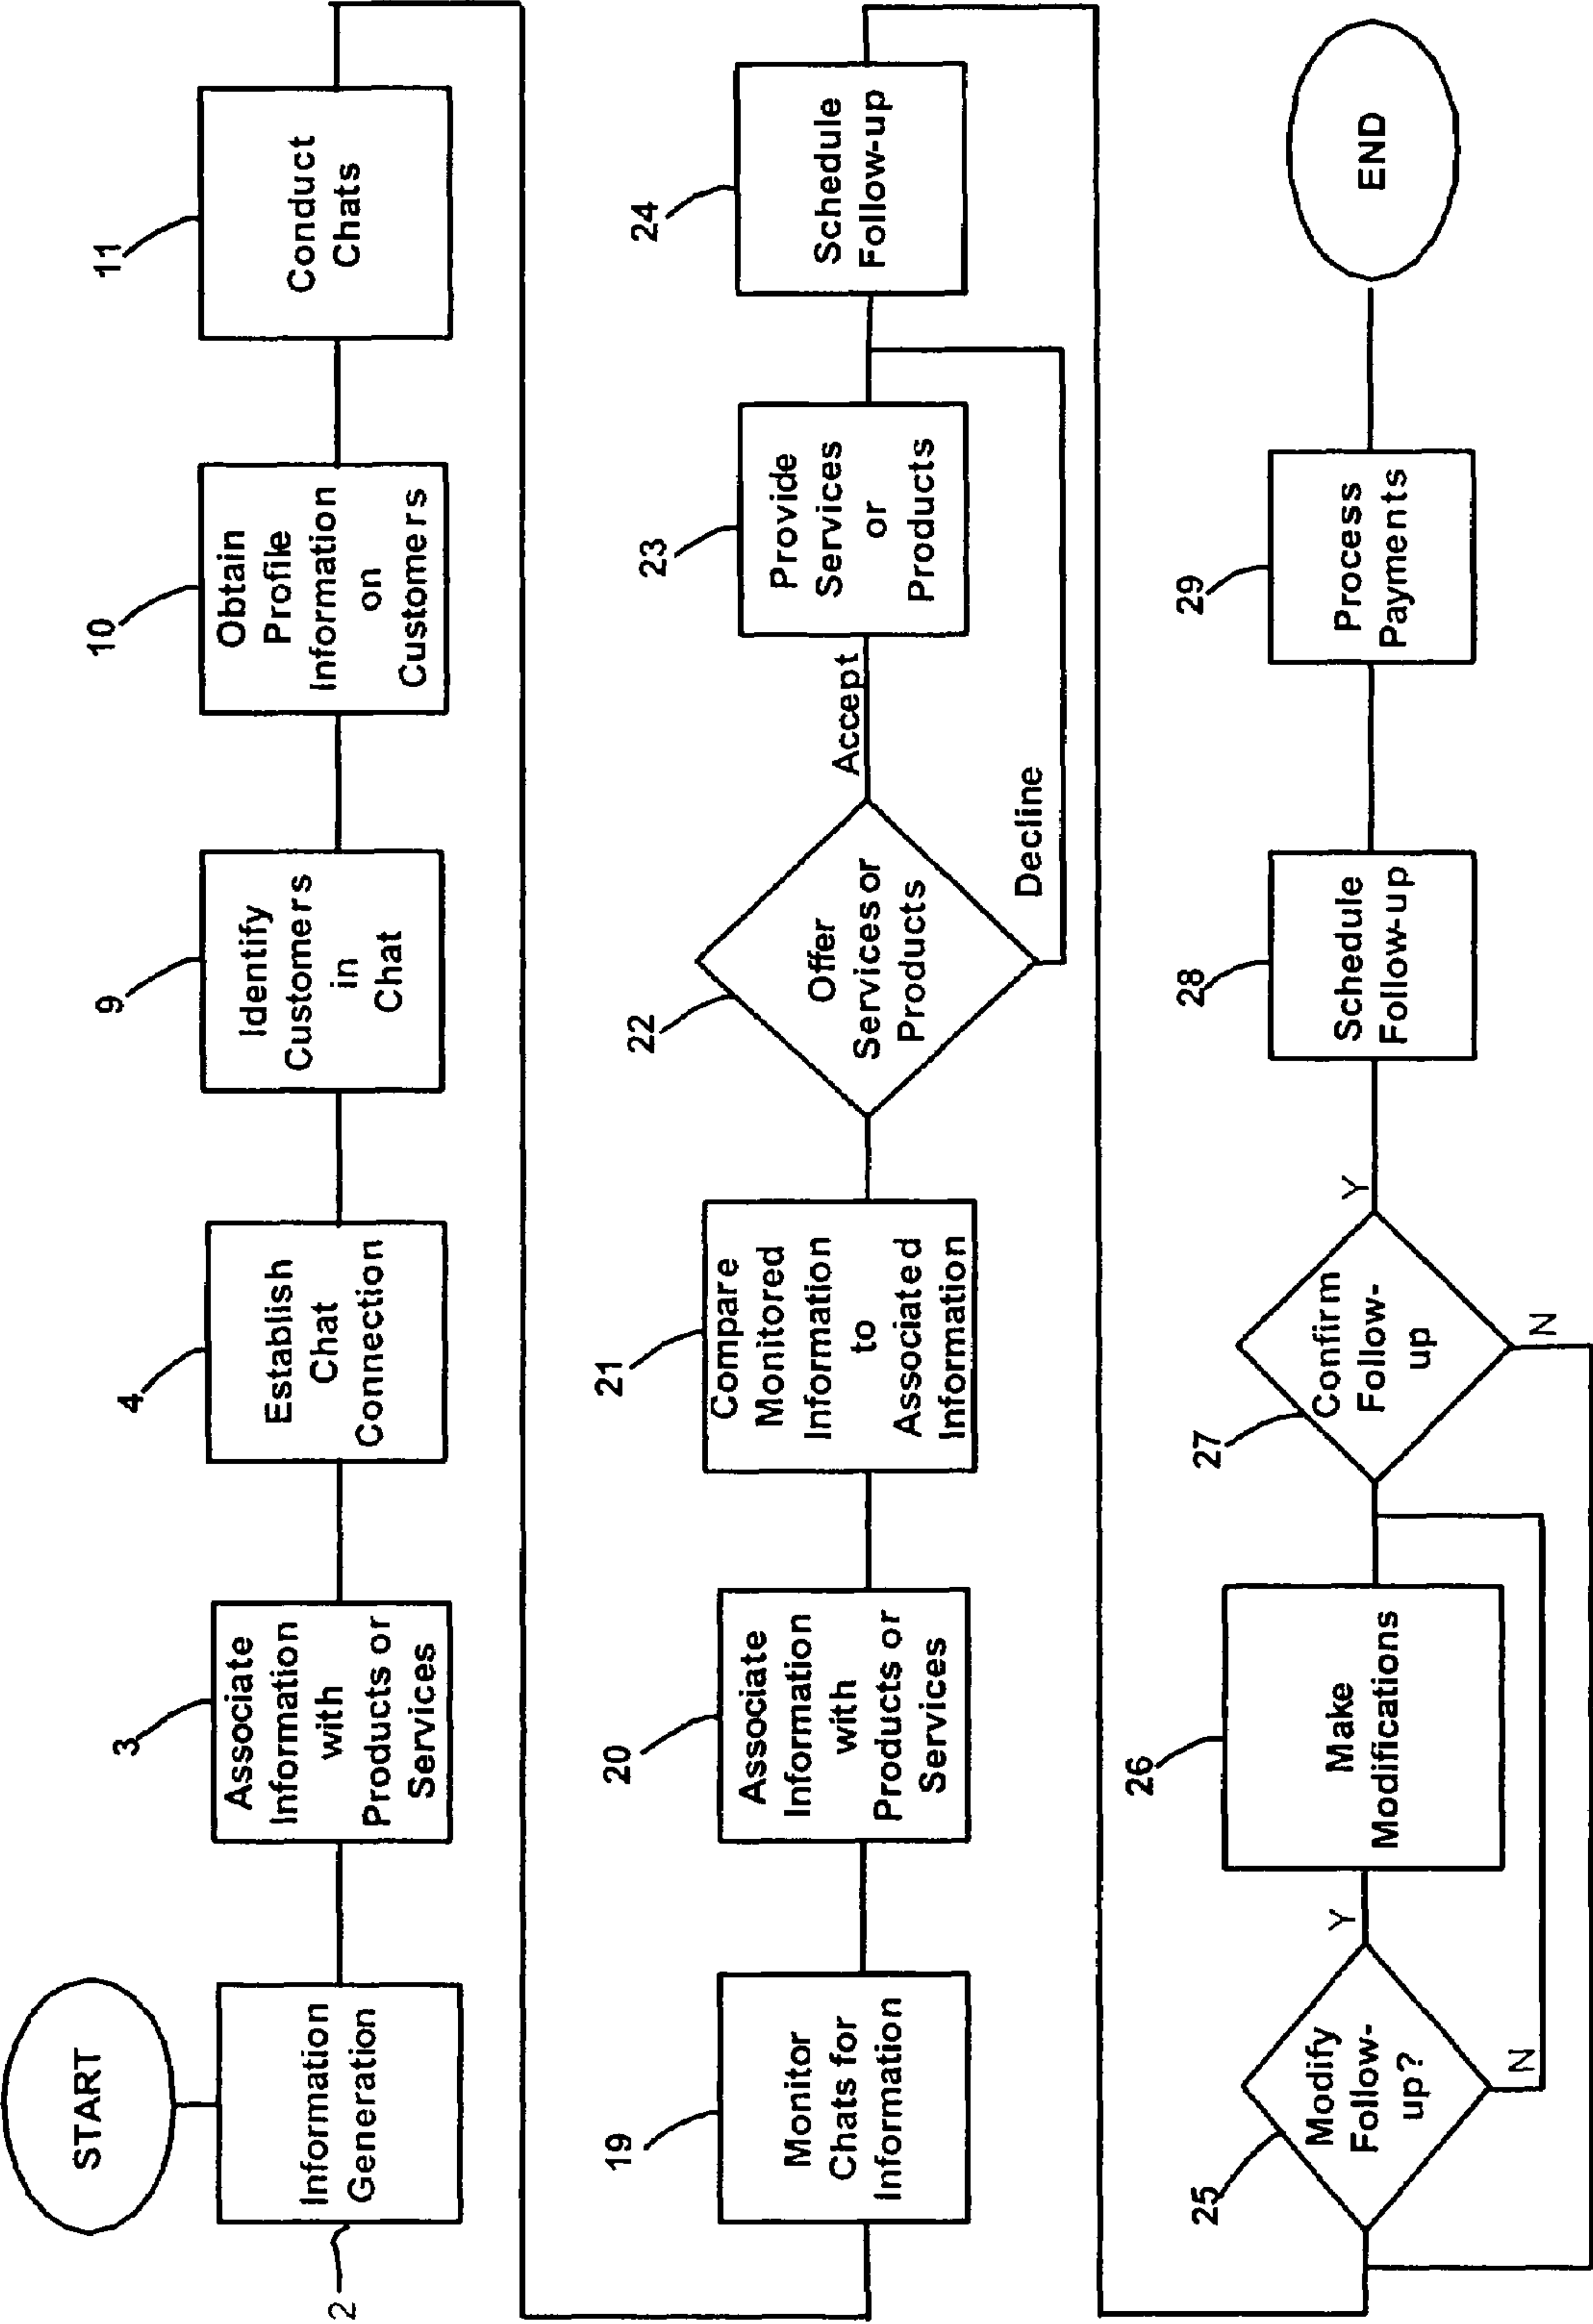 START
2
Information
Generation
3
Associate
Information
with
Products or
Services
4
Establish
Chat
Connection
9
Identify
Customers
in
Chat
10
Obtain
Profile
Information
on
Customers
11
Conduct
Chats
19
Monitor
Chats for
Information
20
Associate
Information
with
Products or
Services
21
Compare
Monitored
Information
to
Associated
Information
22
Offer
Services or
Products
Accept
Decline
23
Provide
Services
or
Products
24
Schedule
Follow-up
25
Modify
Follow-
up?
Y
N
26
Make
Modifications
27
Confirm
Follow-
up
Y
N
28
Schedule
Follow-up
29
Process
Payments
END